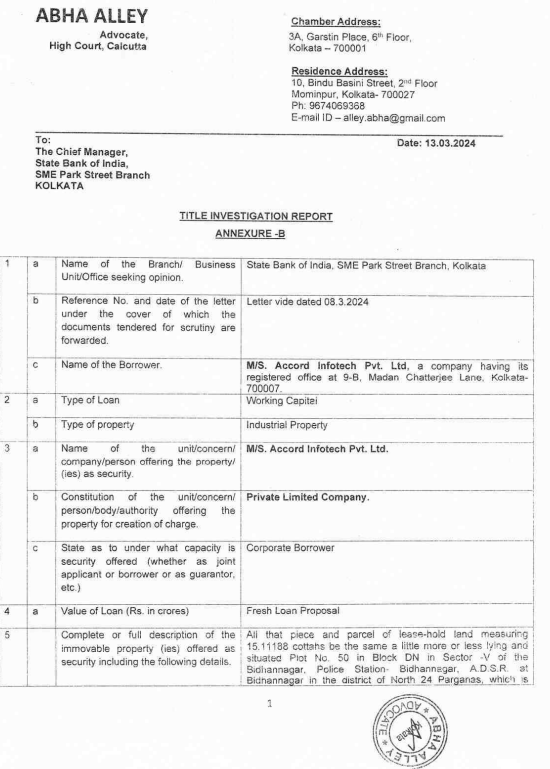 ABHA ALLEY
Advocate,
High Court, Calcutta
Chamber Address:
3A, Garstin Place, 6th Floor,
Kolkata – 700001
Residence Address:
10, Bindu Basini Street, 2nd Floor
Mominpur, Kolkata- 700027
Ph: 9674069368
E-mail ID – alley.abha@gmail.com
To:
The Chief Manager,
State Bank of India,
SME Park Street Branch
KOLKATA
Date: 13.03.2024
TITLE INVESTIGATION REPORT
ANNEXURE -B
1 a Name of the Branch/ Business State Bank of India, SME Park Street Branch, Kolkata
Unit/Office seeking opinion.
b Reference No. and date of the letter Letter vide dated 08.3.2024
under the cover of which the
documents tendered for scrutiny are
forwarded.
c Name of the Borrower. M/S. Accord Infotech Pvt. Ltd, a company having its
registered office at 9-B, Madan Chatterjee Lane, Kolkata-
700007.
2 a Type of Loan Working Capital
b Type of property Industrial Property
3 a Name of the unit/concern/ M/S. Accord Infotech Pvt. Ltd.
company/person offering the property/
(ies) as security.
b Constitution of the unit/concern/ Private Limited Company.
person/body/authority offering the
property for creation of charge.
c State as to under what capacity is Corporate Borrower
security offered (whether as joint
applicant or borrower or as guarantor,
etc.)
4 a Value of Loan (Rs. in crores) Fresh Loan Proposal
5 Complete or full description of the All that piece and parcel of lease-hold land measuring
immovable property (ies) offered as 15.11188 cottahs be the same a little more or less lying and
security including the following details. situated Plot No. 50 in Block DN in Sector -V of the
Bidhannagar, Police Station- Bidhannagar, A.D.S.R. at
Bidhannagar in the district of North 24 Parganas, which is
1
ABHA ALLEY
* ADVOCATE *
Kolkata